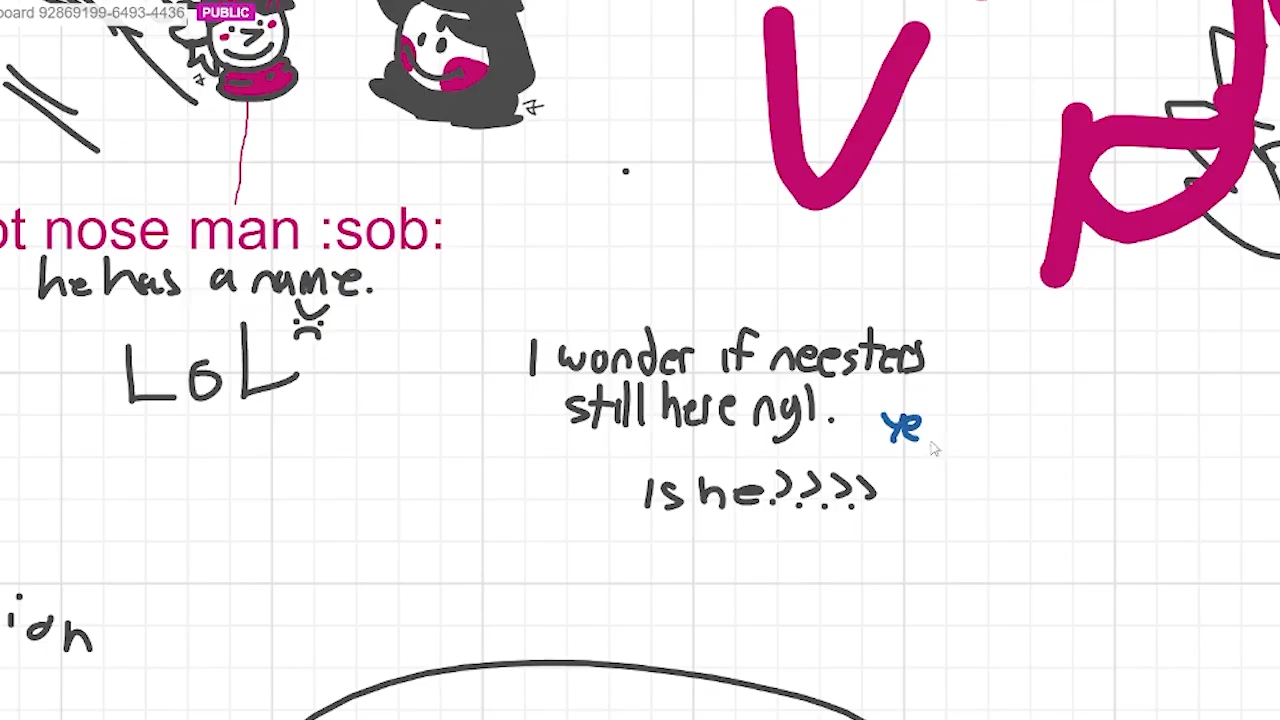 board 92869199-6493-4436 PUBLIC
ot nose man :sob:
he has a name.
LoL
I wonder if neesters
still here ngl.
ye
Is he????
ion